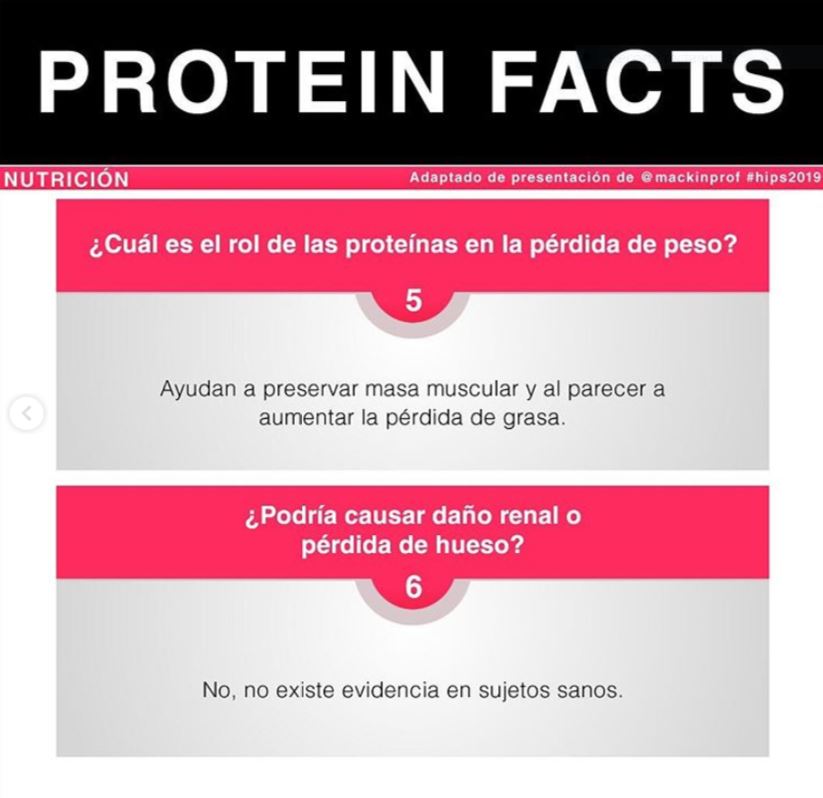 PROTEIN FACTS
NUTRICIÓN
Adaptado de presentación de @mackinprof #hips2019
¿Cuál es el rol de las proteínas en la pérdida de peso?
5
Ayudan a preservar masa muscular y al parecer a
aumentar la pérdida de grasa.
¿Podría causar daño renal o
pérdida de hueso?
6
No, no existe evidencia en sujetos sanos.